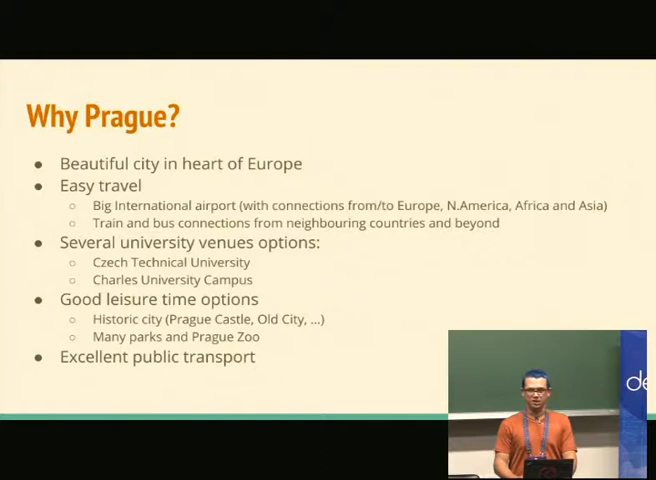 Why Prague?
● Beautiful city in heart of Europe
● Easy travel
○ Big International airport (with connections from/to Europe, N.America, Africa and Asia)
○ Train and bus connections from neighbouring countries and beyond
● Several university venues options:
○ Czech Technical University
○ Charles University Campus
● Good leisure time options
○ Historic city (Prague Castle, Old City, ...)
○ Many parks and Prague Zoo
● Excellent public transport
de